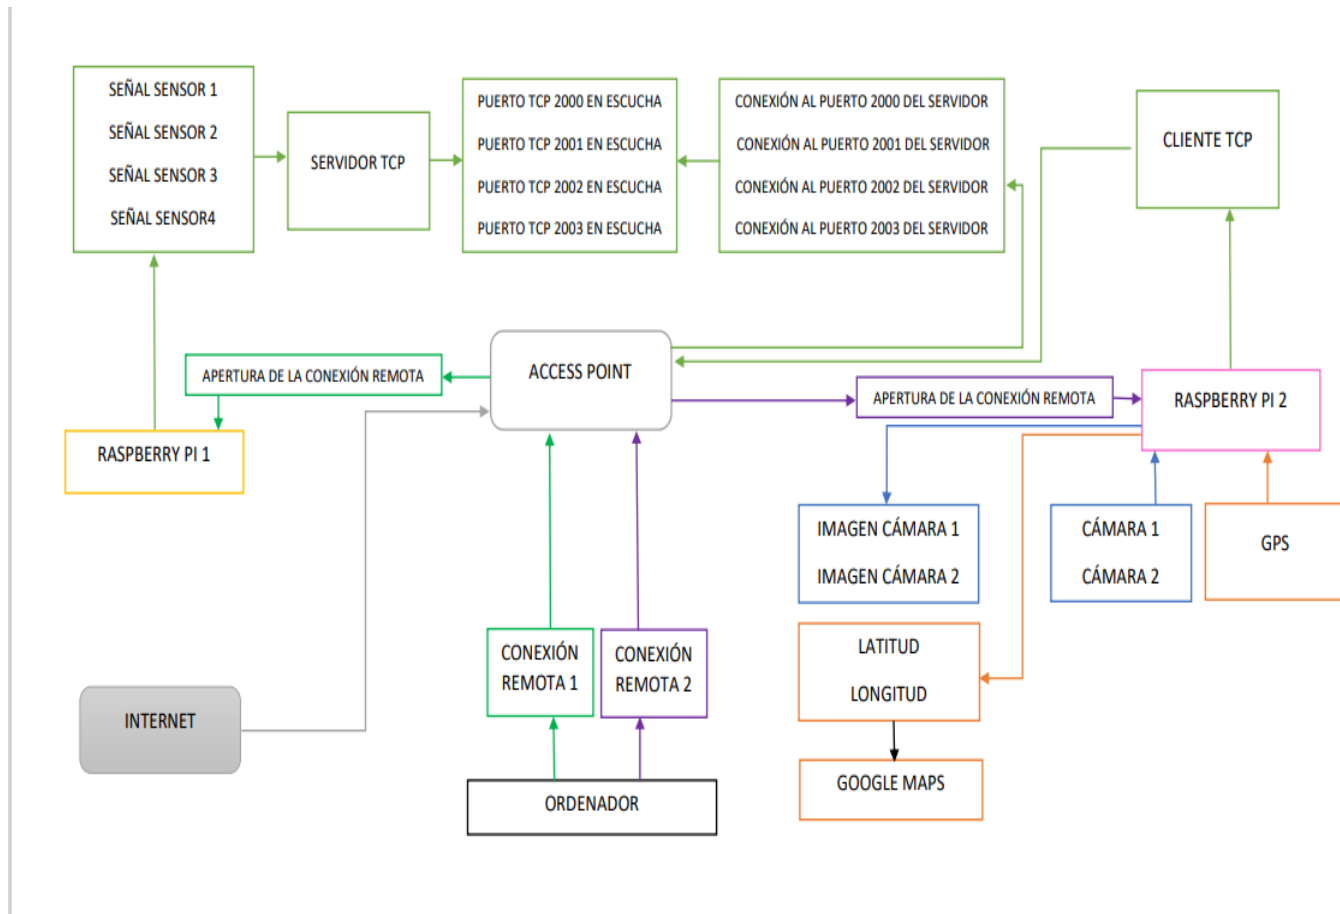 SEÑAL SENSOR 1
SEÑAL SENSOR 2
SEÑAL SENSOR 3
SEÑAL SENSOR4
SERVIDOR TCP
PUERTO TCP 2000 EN ESCUCHA
PUERTO TCP 2001 EN ESCUCHA
PUERTO TCP 2002 EN ESCUCHA
PUERTO TCP 2003 EN ESCUCHA
CONEXIÓN AL PUERTO 2000 DEL SERVIDOR
CONEXIÓN AL PUERTO 2001 DEL SERVIDOR
CONEXIÓN AL PUERTO 2002 DEL SERVIDOR
CONEXIÓN AL PUERTO 2003 DEL SERVIDOR
CLIENTE TCP
APERTURA DE LA CONEXIÓN REMOTA
ACCESS POINT
APERTURA DE LA CONEXIÓN REMOTA
RASPBERRY PI 2
RASPBERRY PI 1
IMAGEN CÁMARA 1
IMAGEN CÁMARA 2
CÁMARA 1
CÁMARA 2
GPS
CONEXIÓN
REMOTA 1
CONEXIÓN
REMOTA 2
LATITUD
LONGITUD
INTERNET
GOOGLE MAPS
ORDENADOR